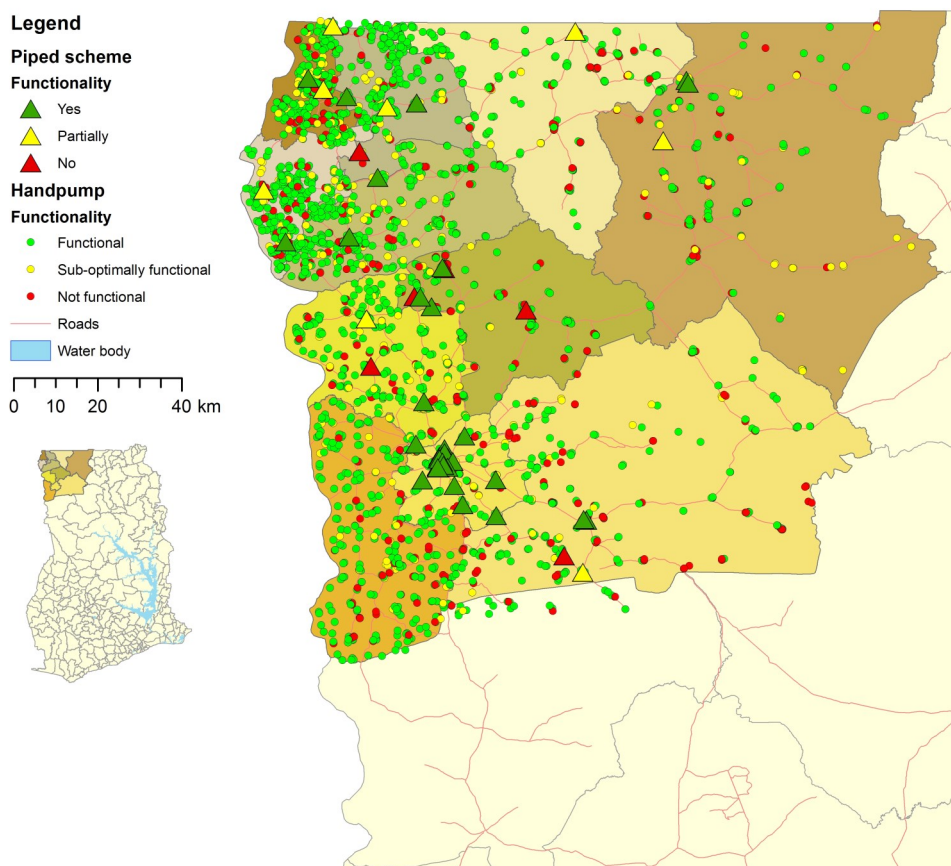 Legend
Piped scheme
Functionality
Yes
Partially
No
Handpump
Functionality
Functional
Sub-optimally functional
Not functional
Roads
Water body
0 10 20 40 km